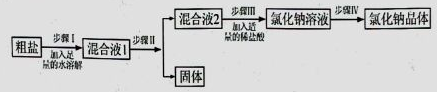 粗盐
步骤Ⅰ
加入足
量的水溶解
混合液1
步骤Ⅱ
混合液2
步骤Ⅲ
加入适
量的稀盐酸
氯化钠溶液
步骤Ⅳ
氯化钠晶体
固体